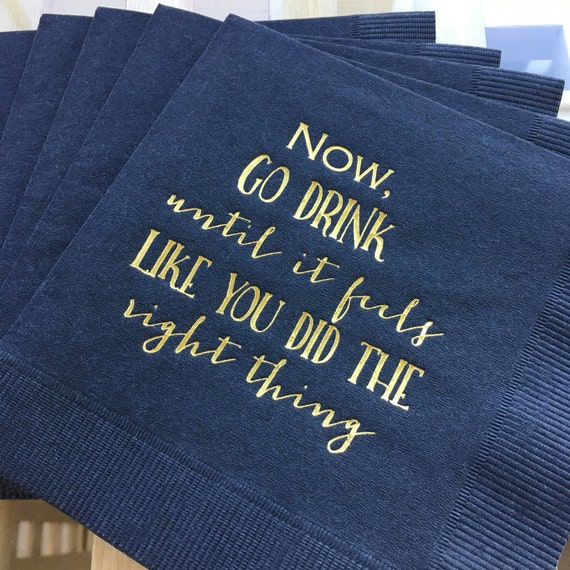 Now,
GO DRINK
until it feels
LIKE YOU DID THE
right thing